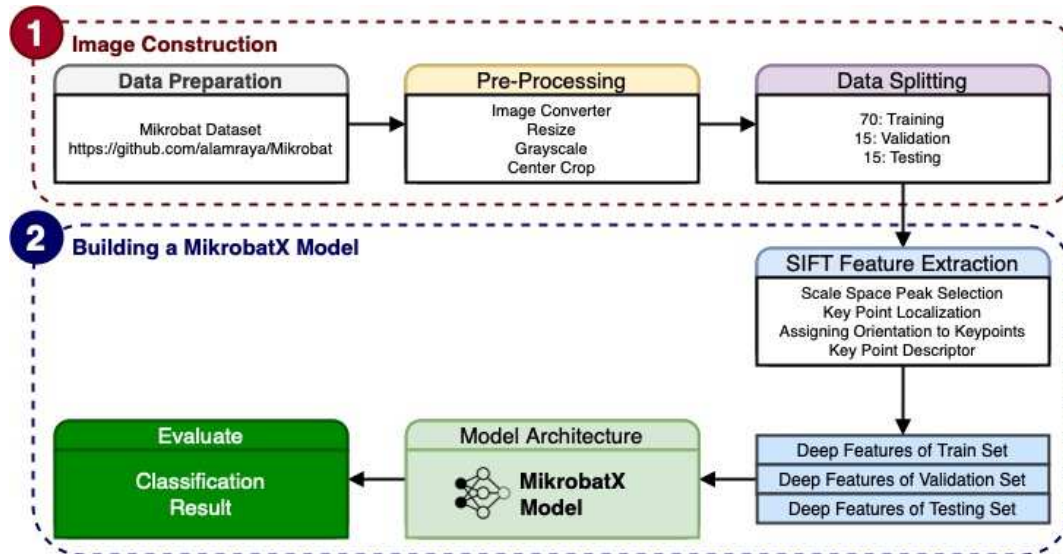 1
Image Construction
Data Preparation
Mikrobat Dataset
https://github.com/alamraya/Mikrobat
Pre-Processing
Image Converter
Resize
Grayscale
Center Crop
Data Splitting
70: Training
15: Validation
15: Testing
2
Building a MikrobatX Model
SIFT Feature Extraction
Scale Space Peak Selection
Key Point Localization
Assigning Orientation to Keypoints
Key Point Descriptor
Deep Features of Train Set
Deep Features of Validation Set
Deep Features of Testing Set
Model Architecture
MikrobatX
Model
Evaluate
Classification
Result